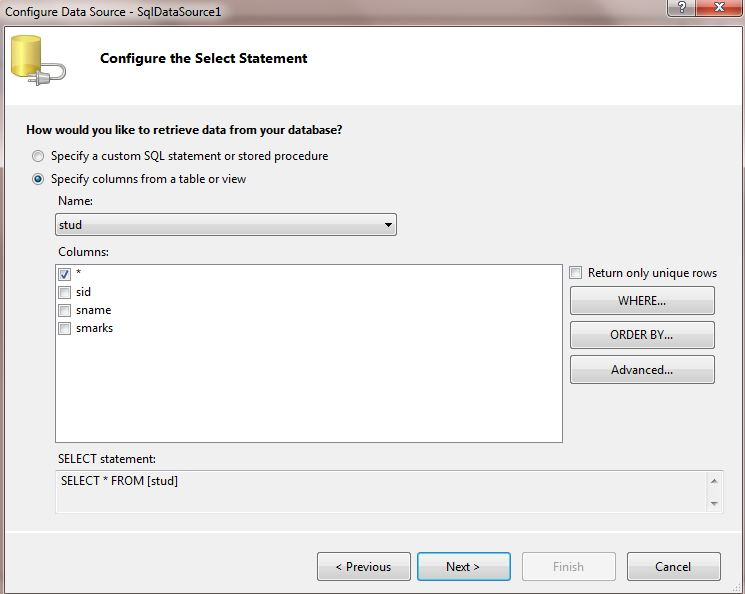 Configure Data Source - SqlDataSource1
?
Configure the Select Statement
How would you like to retrieve data from your database?
Specify a custom SQL statement or stored procedure
Specify columns from a table or view
Name:
stud
Columns:
*
Return only unique rows
sid
WHERE...
sname
smarks
ORDER BY...
Advanced...
SELECT statement:
SELECT * FROM [stud]
< Previous
Next >
Finish
Cancel